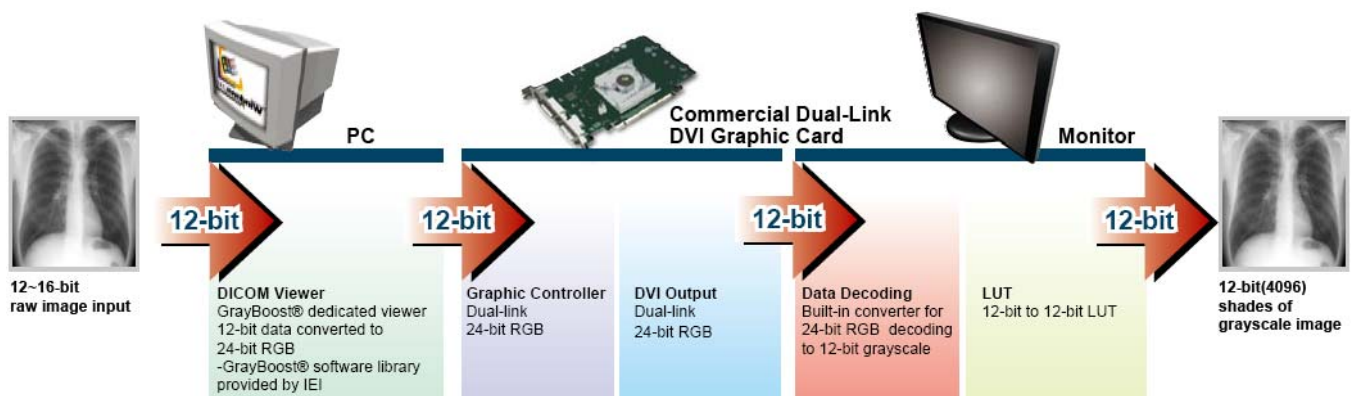 PC
Commercial Dual-Link
DVI Graphic Card
Monitor
12-bit
12-bit
12-bit
12-bit
12~16-bit
raw image input
DICOM Viewer
GrayBoost® dedicated viewer
12-bit data converted to
24-bit RGB
-GrayBoost® software library
provided by IEI
Graphic Controller
Dual-link
24-bit RGB
DVI Output
Dual-link
24-bit RGB
Data Decoding
Built-in converter for
24-bit RGB decoding
to 12-bit grayscale
LUT
12-bit to 12-bit LUT
12-bit(4096)
shades of
grayscale image